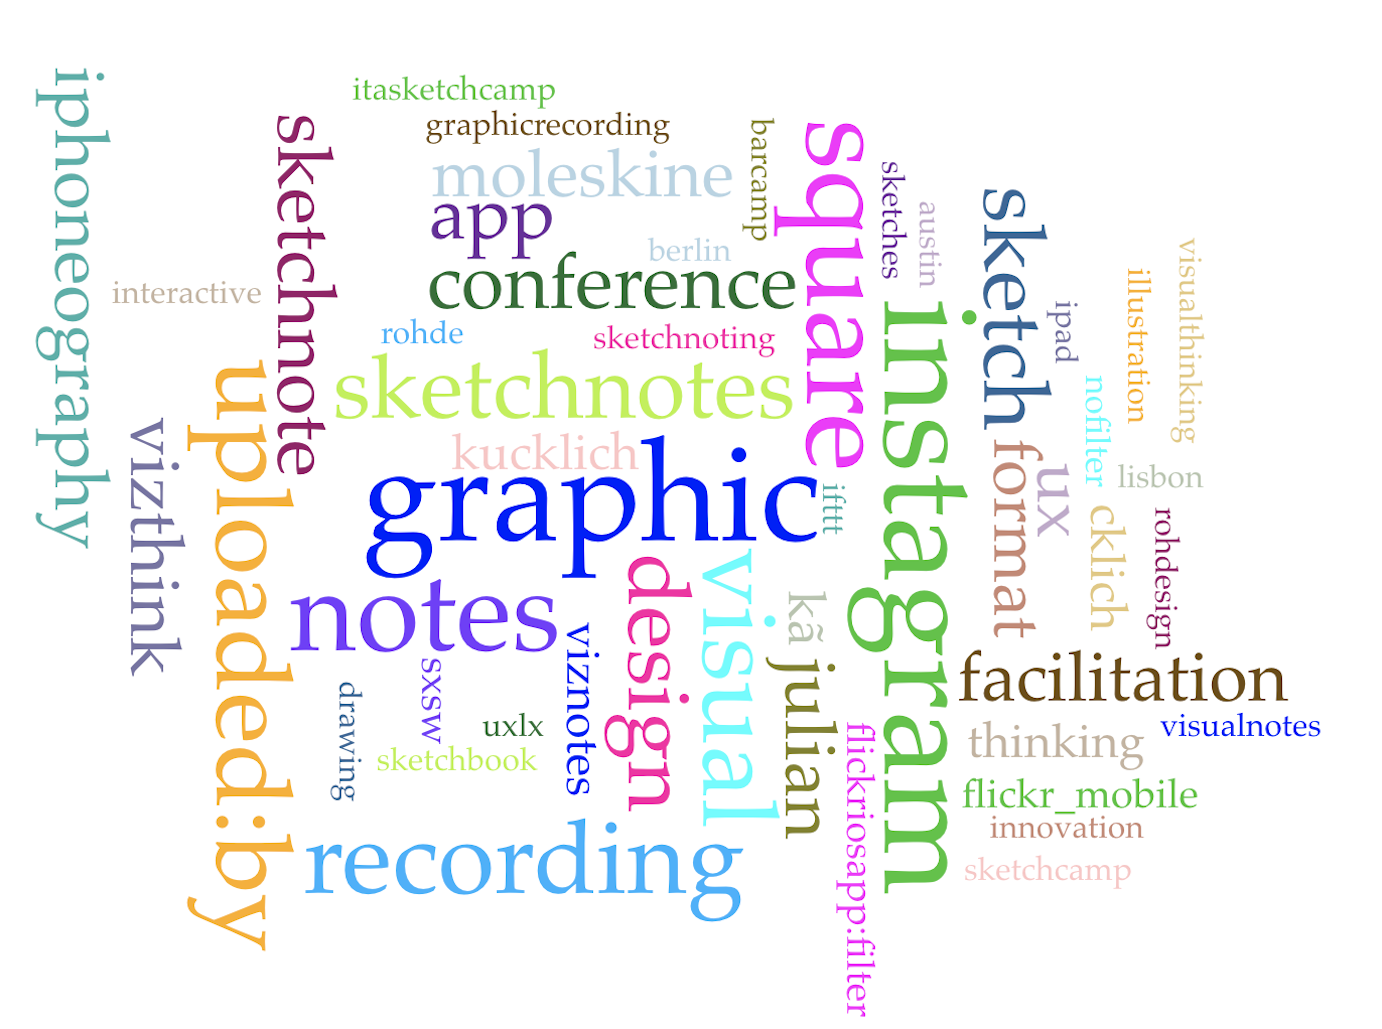 iphoneography
itasketchcamp
graphicrecording
sketchnote
moleskine
barcamp
square
app
sketches
austin
sketch
berlin
conference
visualthinking
illustration
interactive
rohde
sketchnoting
instagram
ipad
sketchnotes
uploaded:by
nofilter
vizthink
kucklich
graphic
ifttt
format
ux
lisbon
cklich
rohdesign
notes
design
visual
kã
viznotes
julian
facilitation
sxsw
drawing
uxlx
sketchbook
thinking
visualnotes
flickriosapp:filter
flickr_mobile
innovation
recording
sketchcamp